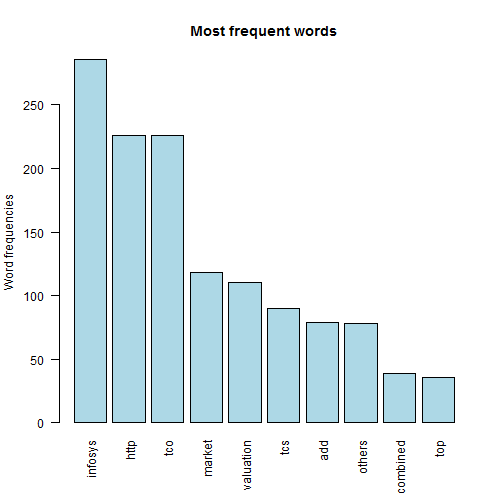 Most frequent words
Word frequencies
250
200
150
100
50
0
infosys
http
tco
market
valuation
tcs
add
others
combined
top